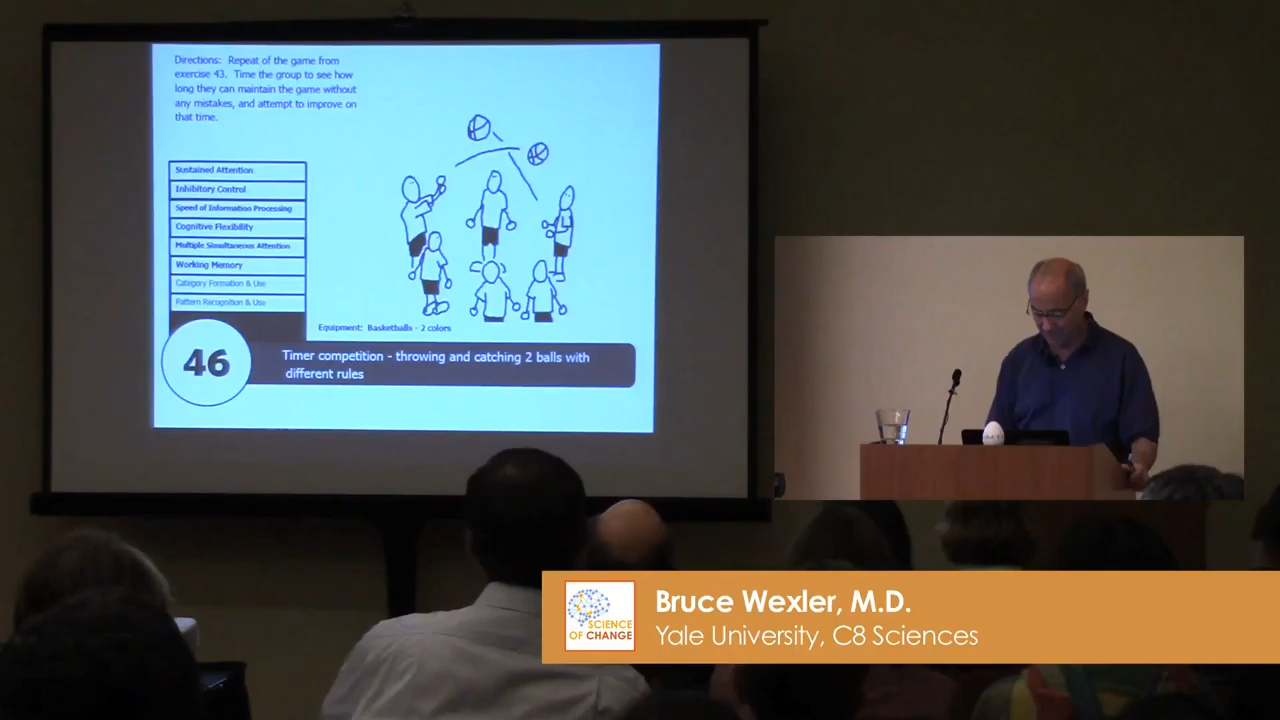 Directions: Repeat of the game from
exercise 43. Time the group to see how
long they can maintain the game without
any mistakes, and attempt to improve on
that time.
Sustained Attention
Inhibitory Control
Speed of Information Processing
Cognitive Flexibility
Multiple Simultaneous Attention
Working Memory
Category Formation & Use
Pattern Recognition & Use
Equipment: Basketballs - 2 colors
46
Timer competition - throwing and catching 2 balls with
different rules
SCIENCE
OF CHANGE
Bruce Wexler, M.D.
Yale University, C8 Sciences